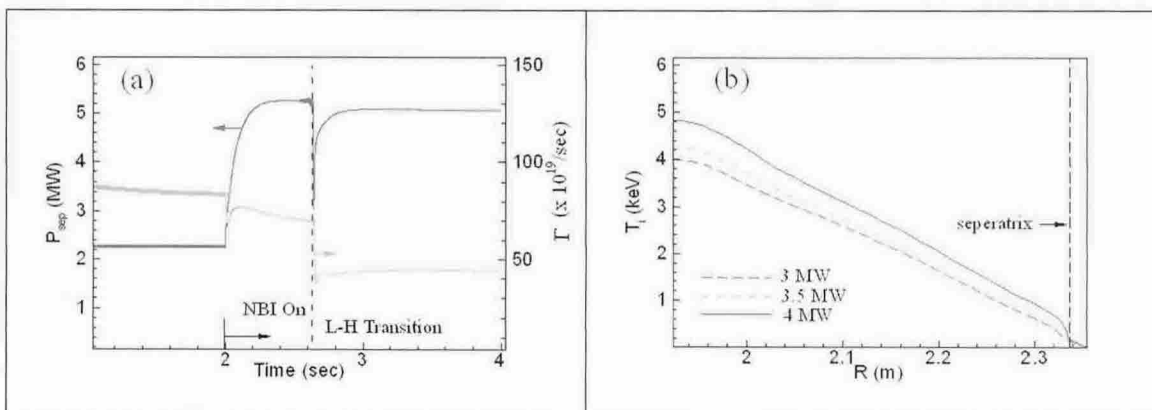 (a)
6
5
4
3
2
1
P_sep (MW)
150
100
50
Γ (x 10^19/sec)
NBI On
L-H Transition
2
3
4
Time (sec)
(b)
6
5
4
3
2
1
T_i (keV)
seperatrix
3 MW
3.5 MW
4 MW
2
2.1
2.2
2.3
R (m)